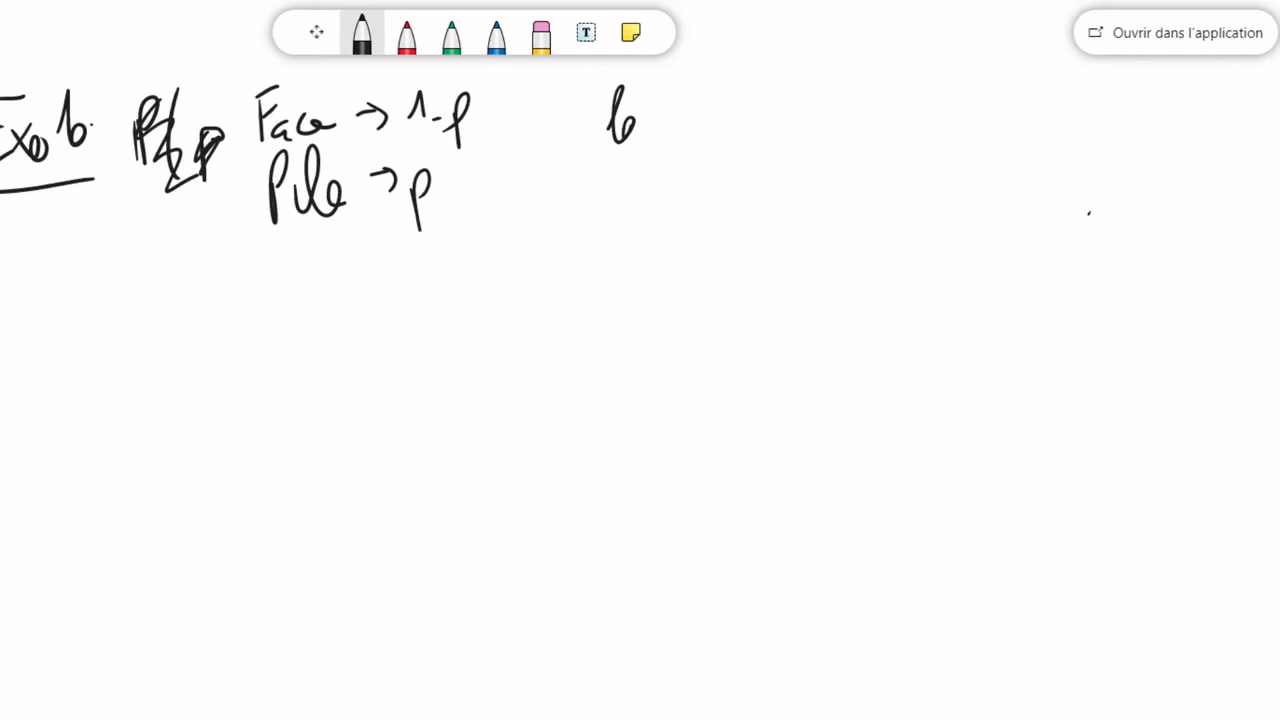 Ouvrir dans l'application
T
Exo 6. Face → 1-p 6
Pile → p